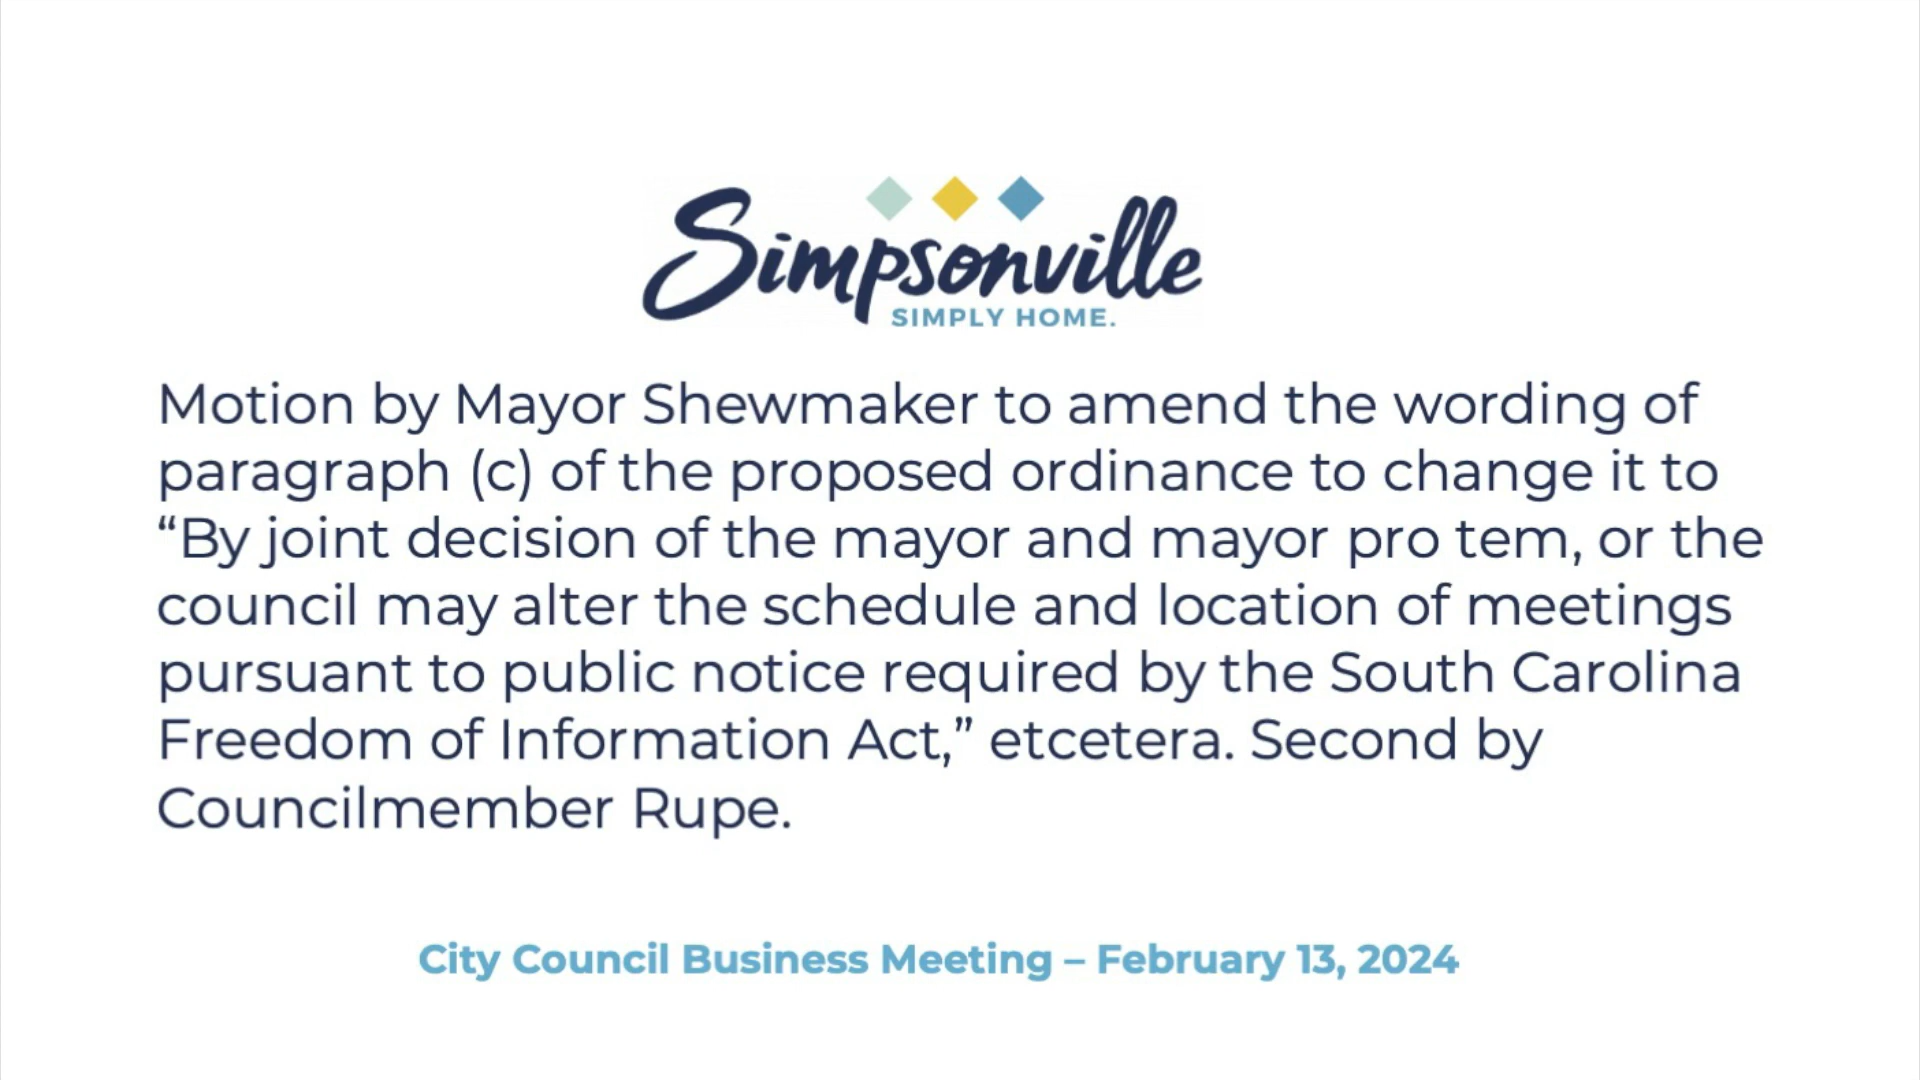 Simpsonville
SIMPLY HOME.
Motion by Mayor Shewmaker to amend the wording of
paragraph (c) of the proposed ordinance to change it to
“By joint decision of the mayor and mayor pro tem, or the
council may alter the schedule and location of meetings
pursuant to public notice required by the South Carolina
Freedom of Information Act,” etcetera. Second by
Councilmember Rupe.
City Council Business Meeting – February 13, 2024